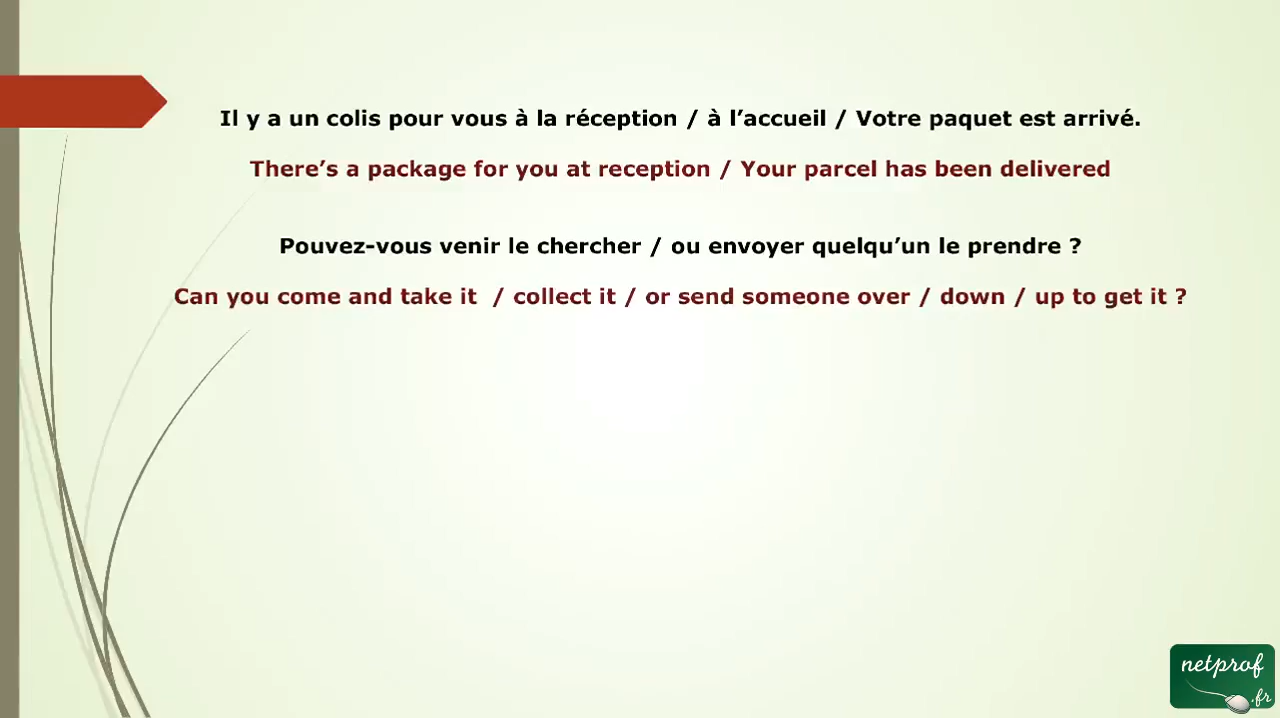 Il y a un colis pour vous à la réception / à l’accueil / Votre paquet est arrivé.
There’s a package for you at reception / Your parcel has been delivered
Pouvez-vous venir le chercher / ou envoyer quelqu’un le prendre ?
Can you come and take it  / collect it / or send someone over / down / up to get it ?
netprof
.fr